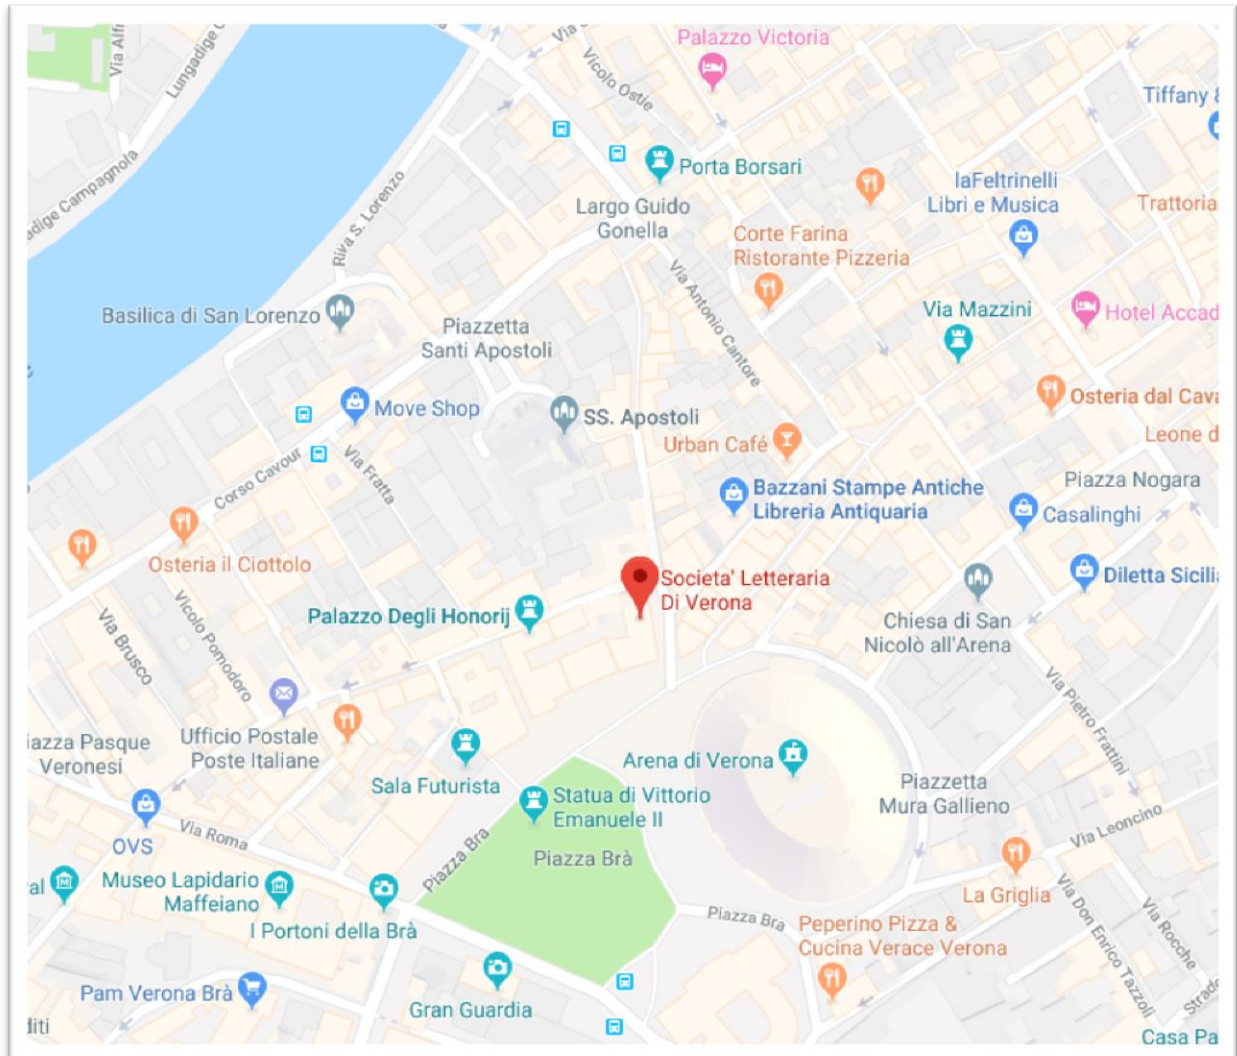 Palazzo Victoria
Via Alfi
Lungadige C
Vicolo Ostie
Tiffany &
Porta Borsari
laFeltrinelli
Libri e Musica
Trattoria
adige Campagnola
Riva S. Lorenzo
Largo Guido
Gonella
Corte Farina
Ristorante Pizzeria
Via Antonio Cantore
Basilica di San Lorenzo
Piazzetta
Santi Apostoli
Via Mazzini
Hotel Accad
Move Shop
SS. Apostoli
Osteria dal Cava
Urban Café
Leone d
Corso Cavour
Via Fratta
Bazzani Stampe Antiche
Libreria Antiquaria
Piazza Nogara
Casalinghi
Osteria il Ciottolo
Societa' Letteraria
Di Verona
Diletta Sicilia
Palazzo Degli Honorij
Chiesa di San
Nicolò all'Arena
Via Brusco
Vicolo Pomodoro
Via Pietro Frattini
Ufficio Postale
Poste Italiane
iazza Pasque
Veronesi
Sala Futurista
Arena di Verona
Statua di Vittorio
Emanuele II
Piazzetta
Mura Gallieno
OVS
Via Roma
Piazza Bra
Piazza Brà
Via Leoncino
al
Museo Lapidario
Maffeiano
La Griglia
I Portoni della Brà
Piazza Bra
Peperino Pizza &
Cucina Verace Verona
Via Don Enrico Tazzoli
Via Rocche
Pam Verona Brà
Gran Guardia
Strado
diti
Casa Pa